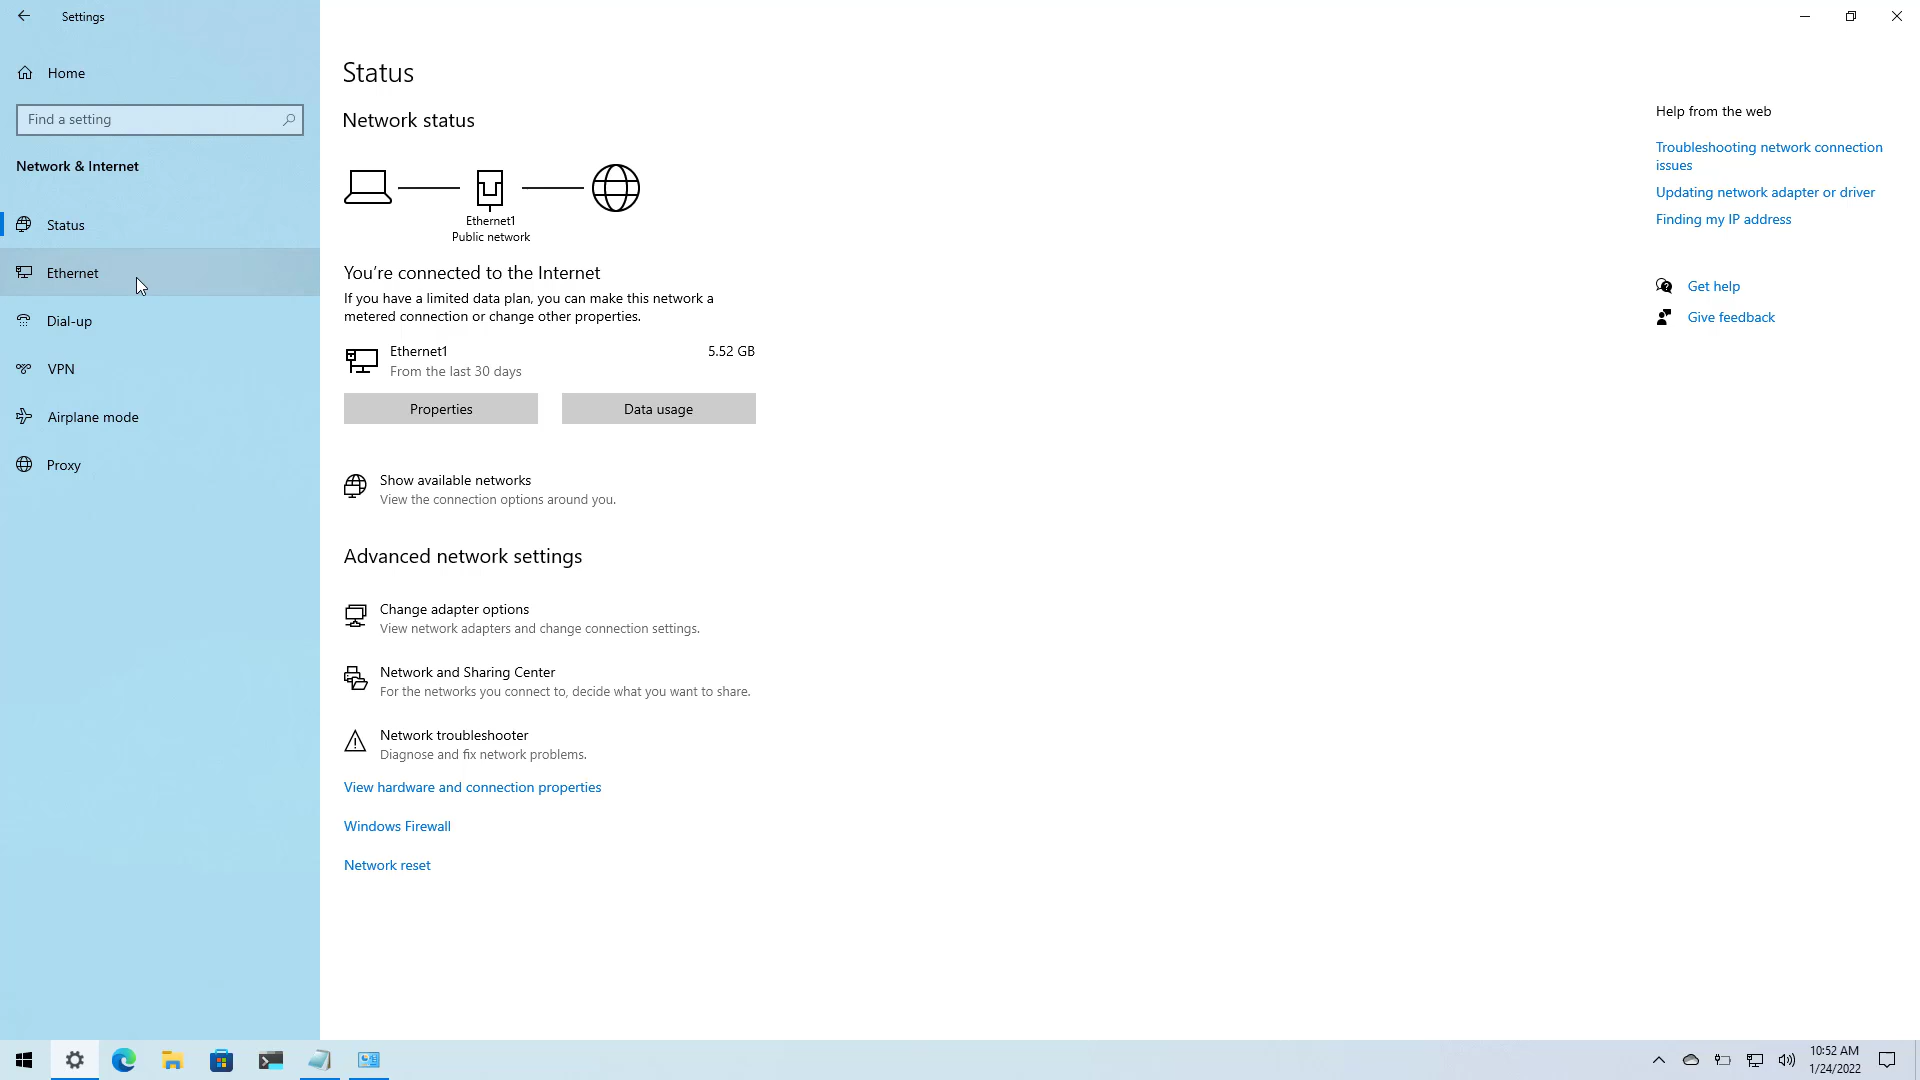 Settings
Home
Find a setting
Network & Internet
Status
Ethernet
Dial-up
VPN
Airplane mode
Proxy
Status
Network status
Ethernet1
Public network
You're connected to the Internet
If you have a limited data plan, you can make this network a
metered connection or change other properties.
Ethernet1
5.52 GB
From the last 30 days
Properties
Data usage
Show available networks
View the connection options around you.
Advanced network settings
Change adapter options
View network adapters and change connection settings.
Network and Sharing Center
For the networks you connect to, decide what you want to share.
Network troubleshooter
Diagnose and fix network problems.
View hardware and connection properties
Windows Firewall
Network reset
Help from the web
Troubleshooting network connection
issues
Updating network adapter or driver
Finding my IP address
Get help
Give feedback
10:52 AM
1/24/2022